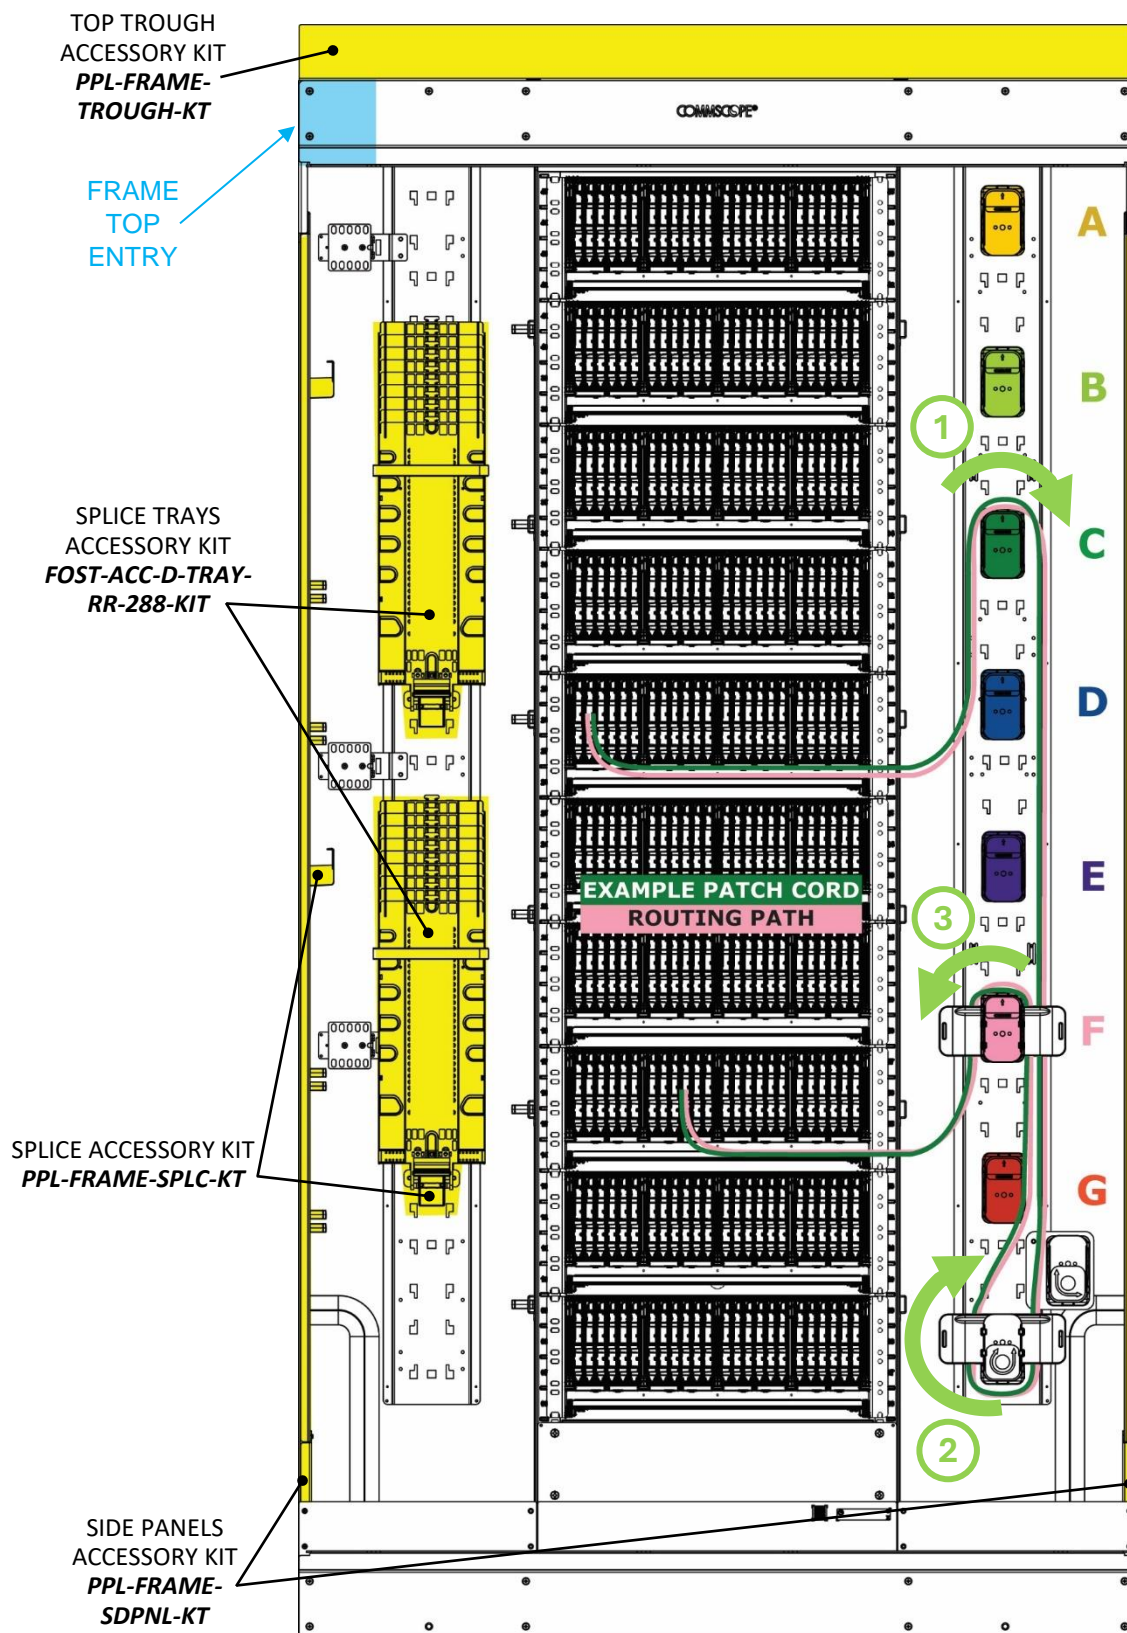 TOP TROUGH
ACCESSORY KIT
PPL-FRAME-
TROUGH-KT
COMMSCOPE®
FRAME
TOP
ENTRY
A
B
1
C
SPLICE TRAYS
ACCESSORY KIT
FOST-ACC-D-TRAY-
RR-288-KIT
D
E
EXAMPLE PATCH CORD
ROUTING PATH
3
F
SPLICE ACCESSORY KIT
PPL-FRAME-SPLC-KT
G
2
SIDE PANELS
ACCESSORY KIT
PPL-FRAME-
SDPNL-KT